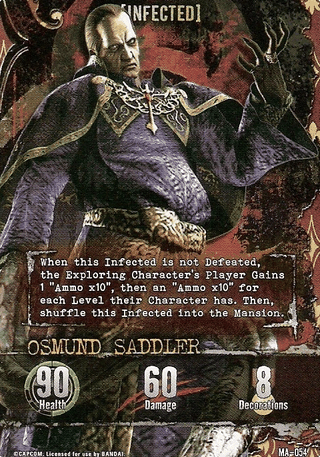 [INFECTED]
When this Infected is not Defeated,
the Exploring Character's Player Gains
1 "Ammo x10", then an "Ammo x10" for
each Level their Character has. Then,
shuffle this Infected into the Mansion.
OSMUND SADDLER
90 60 8
Health Damage Decorations
©CAPCOM. Licensed for use by BANDAI MA-054